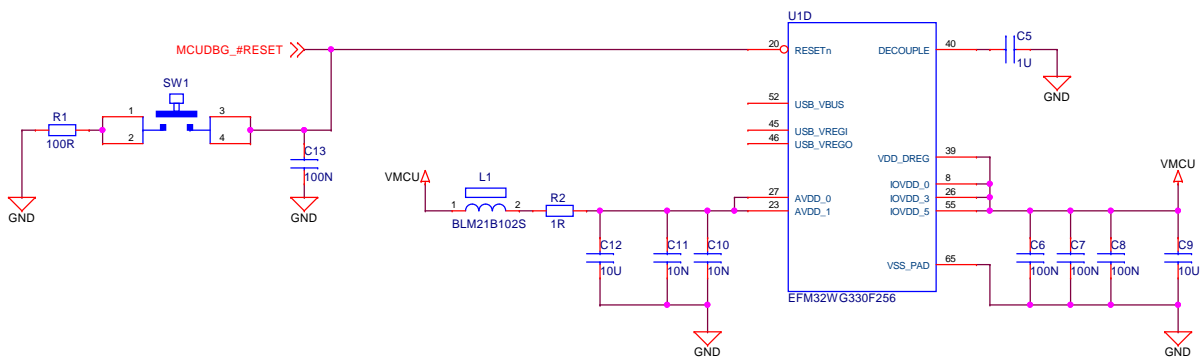 U1D
MCUDBG_#RESET
20
RESETn
DECOUPLE
40
C5
1U
GND
SW1
R1
100R
1
2
3
4
C13
100N
GND
GND
52
USB_VBUS
45
USB_VREGI
46
USB_VREGO
VDD_DREG
39
IOVDD_0
8
IOVDD_3
26
IOVDD_5
55
VMCU
VMCU
L1
1
2
BLM21B102S
R2
1R
27
AVDD_0
23
AVDD_1
C12
10U
C11
10N
C10
10N
GND
VSS_PAD
65
C6
100N
C7
100N
C8
100N
C9
10U
GND
EFM32WG330F256